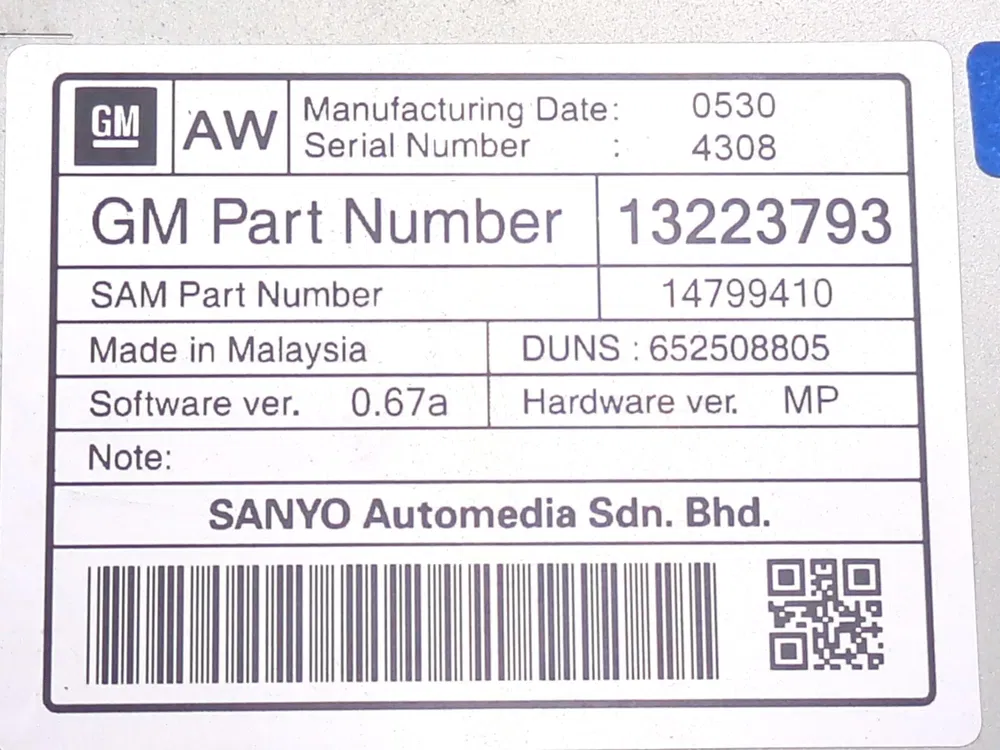 GM
AW
Manufacturing Date: 0530
Serial Number : 4308
GM Part Number 13223793
SAM Part Number 14799410
Made in Malaysia DUNS : 652508805
Software ver. 0.67a Hardware ver. MP
Note:
SANYO Automedia Sdn. Bhd.